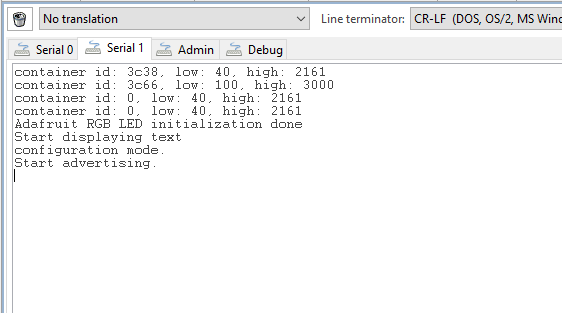 No translation
Line terminator: CR-LF (DOS, OS/2, MS
Serial 0 Serial 1 Admin Debug
container id: 3c38, low: 40, high: 2161
container id: 3c66, low: 100, high: 3000
container id: 0, low: 40, high: 2161
container id: 0, low: 40, high: 2161
Adafruit RGB LED initialization done
Start displaying text
configuration mode.
Start advertising.